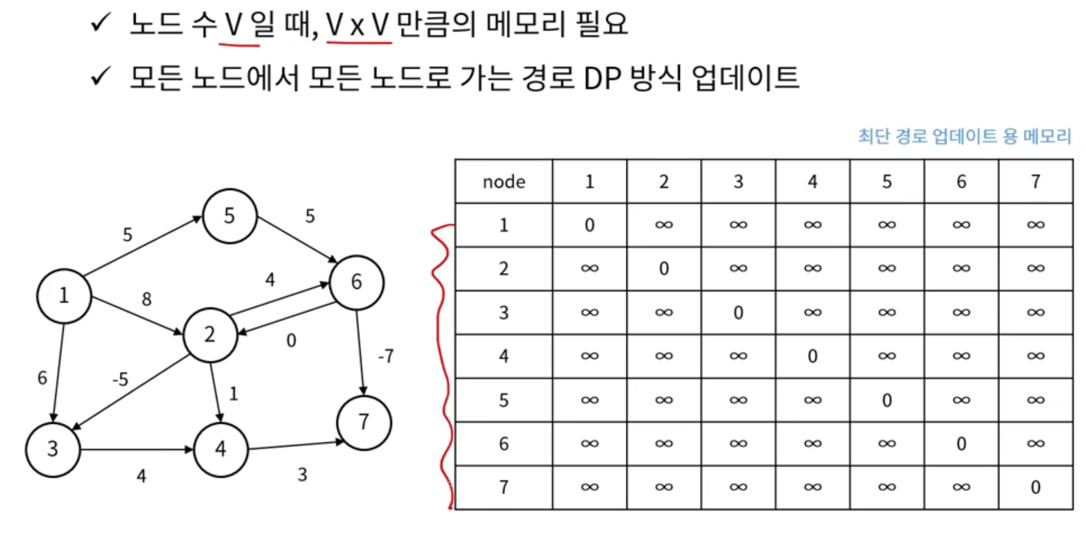 ✓ 노드 수 V 일 때, V x V 만큼의 메모리 필요
✓ 모든 노드에서 모든 노드로 가는 경로 DP 방식 업데이트
최단 경로 업데이트 용 메모리
node 1 2 3 4 5 6 7
1 0 ∞ ∞ ∞ ∞ ∞ ∞
2 ∞ 0 ∞ ∞ ∞ ∞ ∞
3 ∞ ∞ 0 ∞ ∞ ∞ ∞
4 ∞ ∞ ∞ 0 ∞ ∞ ∞
5 ∞ ∞ ∞ ∞ 0 ∞ ∞
6 ∞ ∞ ∞ ∞ ∞ 0 ∞
7 ∞ ∞ ∞ ∞ ∞ ∞ 0
5
5
5
1
8
4
6
2
0
6
-5
1
-7
3
4
4
3
7